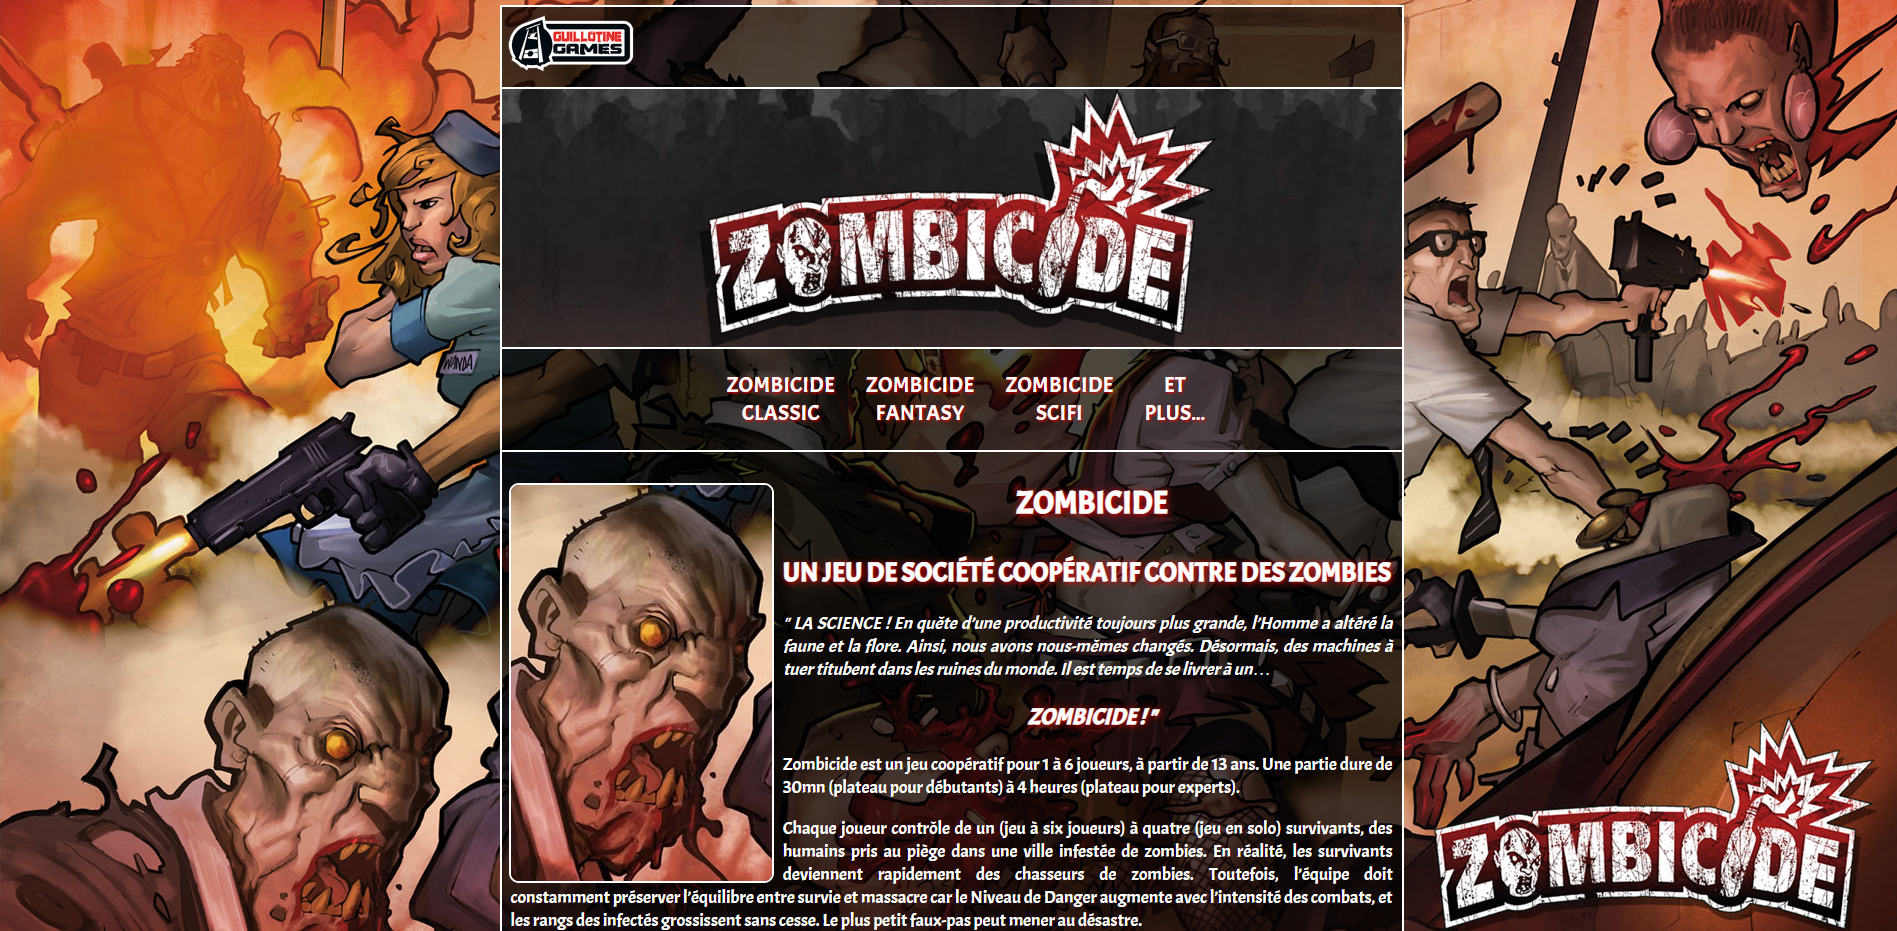 GUILLOTINE
GAMES
ZOMBICIDE
WANDA
ZOMBICIDE
CLASSIC
ZOMBICIDE
FANTASY
ZOMBICIDE
SCIFI
ET
PLUS...
ZOMBICIDE
UN JEU DE SOCIÉTÉ COOPÉRATIF CONTRE DES ZOMBIES
" LA SCIENCE ! En quête d'une productivité toujours plus grande, l'Homme a altéré la
faune et la flore. Ainsi, nous avons nous-mêmes changés. Désormais, des machines à
tuer titubent dans les ruines du monde. Il est temps de se livrer à un…
ZOMBICIDE ! "
Zombicide est un jeu coopératif pour 1 à 6 joueurs, à partir de 13 ans. Une partie dure de
30mn (plateau pour débutants) à 4 heures (plateau pour experts).
Chaque joueur contrôle de un (jeu à six joueurs) à quatre (jeu en solo) survivants, des
humains pris au piège dans une ville infestée de zombies. En réalité, les survivants
deviennent rapidement des chasseurs de zombies. Toutefois, l'équipe doit
constamment préserver l'équilibre entre survie et massacre car le Niveau de Danger augmente avec l'intensité des combats, et
les rangs des infectés grossissent sans cesse. Le plus petit faux-pas peut mener au désastre.
ZOMBICIDE